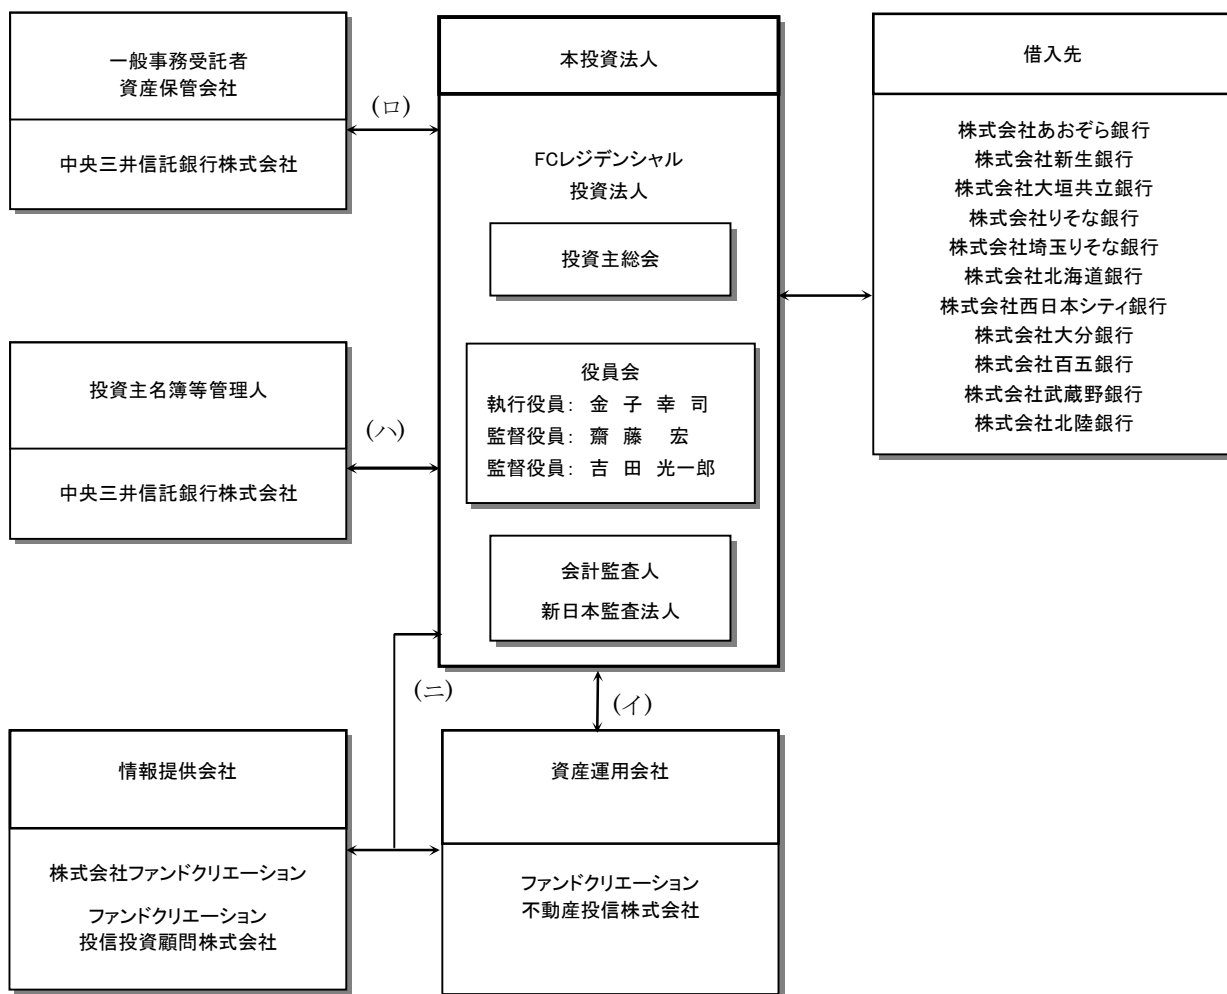 一般事務受託者
資産保管会社
中央三井信託銀行株式会社
(ロ)
投資主名簿等管理人
中央三井信託銀行株式会社
(ハ)
本投資法人
FCレジデンシャル
投資法人
投資主総会
役員会
執行役員： 金 子 幸 司
監督役員： 齋 藤 宏
監督役員： 吉 田 光一郎
会計監査人
新日本監査法人
借入先
株式会社あおぞら銀行
株式会社新生銀行
株式会社大垣共立銀行
株式会社りそな銀行
株式会社埼玉りそな銀行
株式会社北海道銀行
株式会社西日本シティ銀行
株式会社大分銀行
株式会社百五銀行
株式会社武蔵野銀行
株式会社北陸銀行
(ニ)
(イ)
情報提供会社
株式会社ファンドクリエーション
ファンドクリエーション
投信投資顧問株式会社
資産運用会社
ファンドクリエーション
不動産投信株式会社